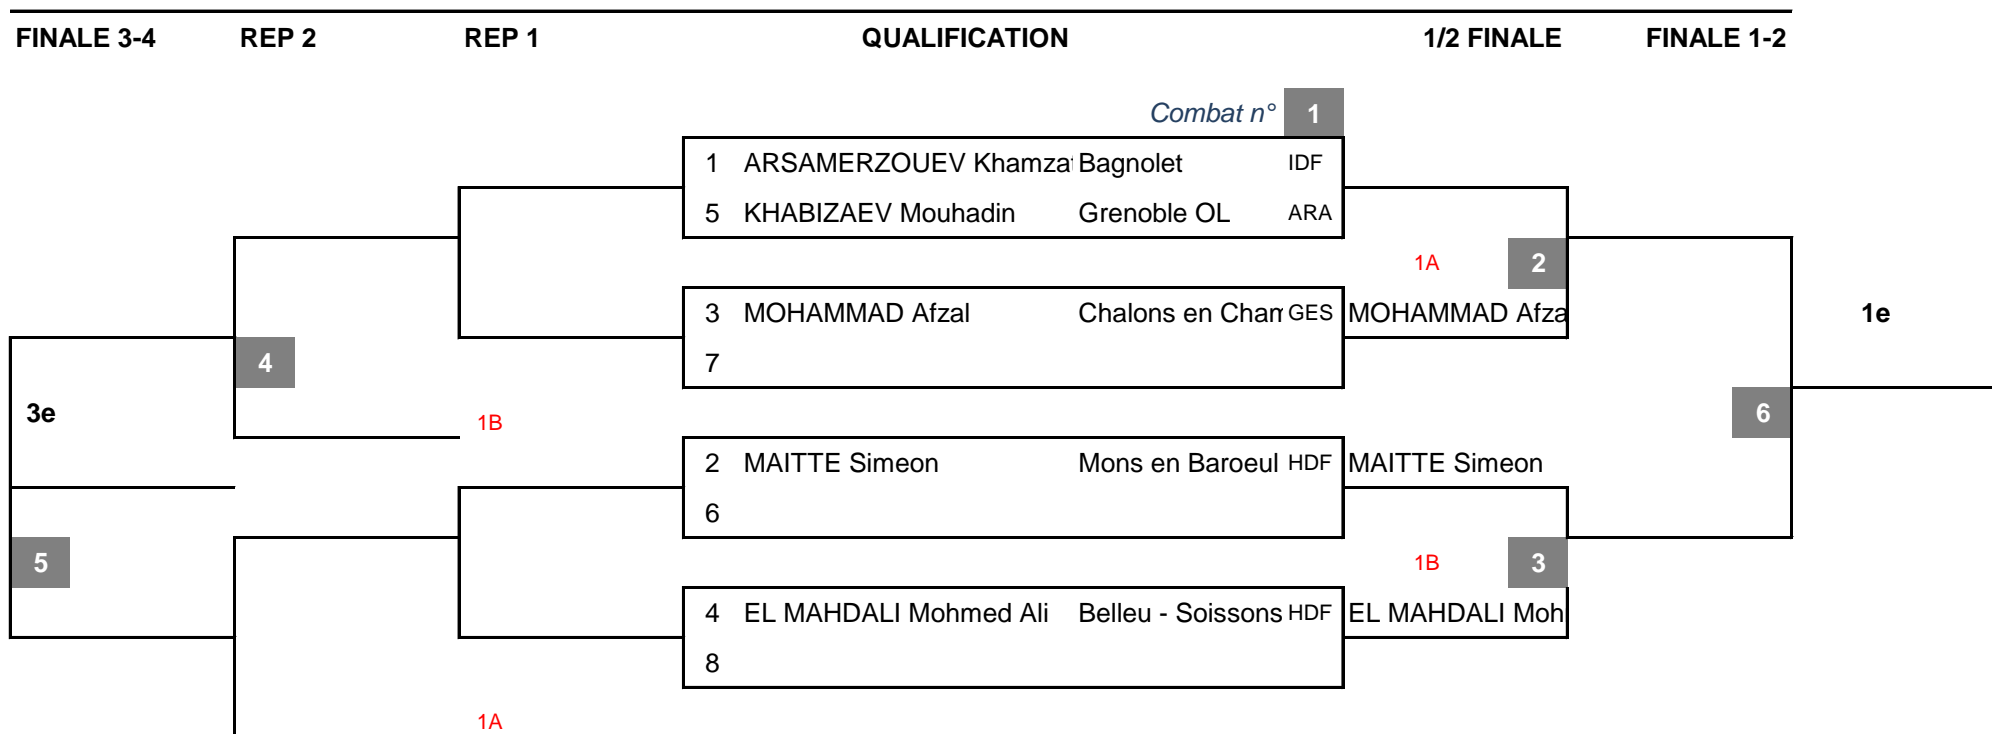 FINALE 3-4 REP 2 REP 1 QUALIFICATION 1/2 FINALE FINALE 1-2
Combat n° 1
1 ARSAMERZOUEV Khamzat Bagnolet IDF
5 KHABIZAEV Mouhadin Grenoble OL ARA
1A 2
3 MOHAMMAD Afzal Chalons en Cham GES MOHAMMAD Afza 1e
4 7
3e 1B 6
2 MAITTE Simeon Mons en Baroeul HDF MAITTE Simeon
6
5 1B 3
4 EL MAHDALI Mohmed Ali Belleu - Soissons HDF EL MAHDALI Moh
8
1A